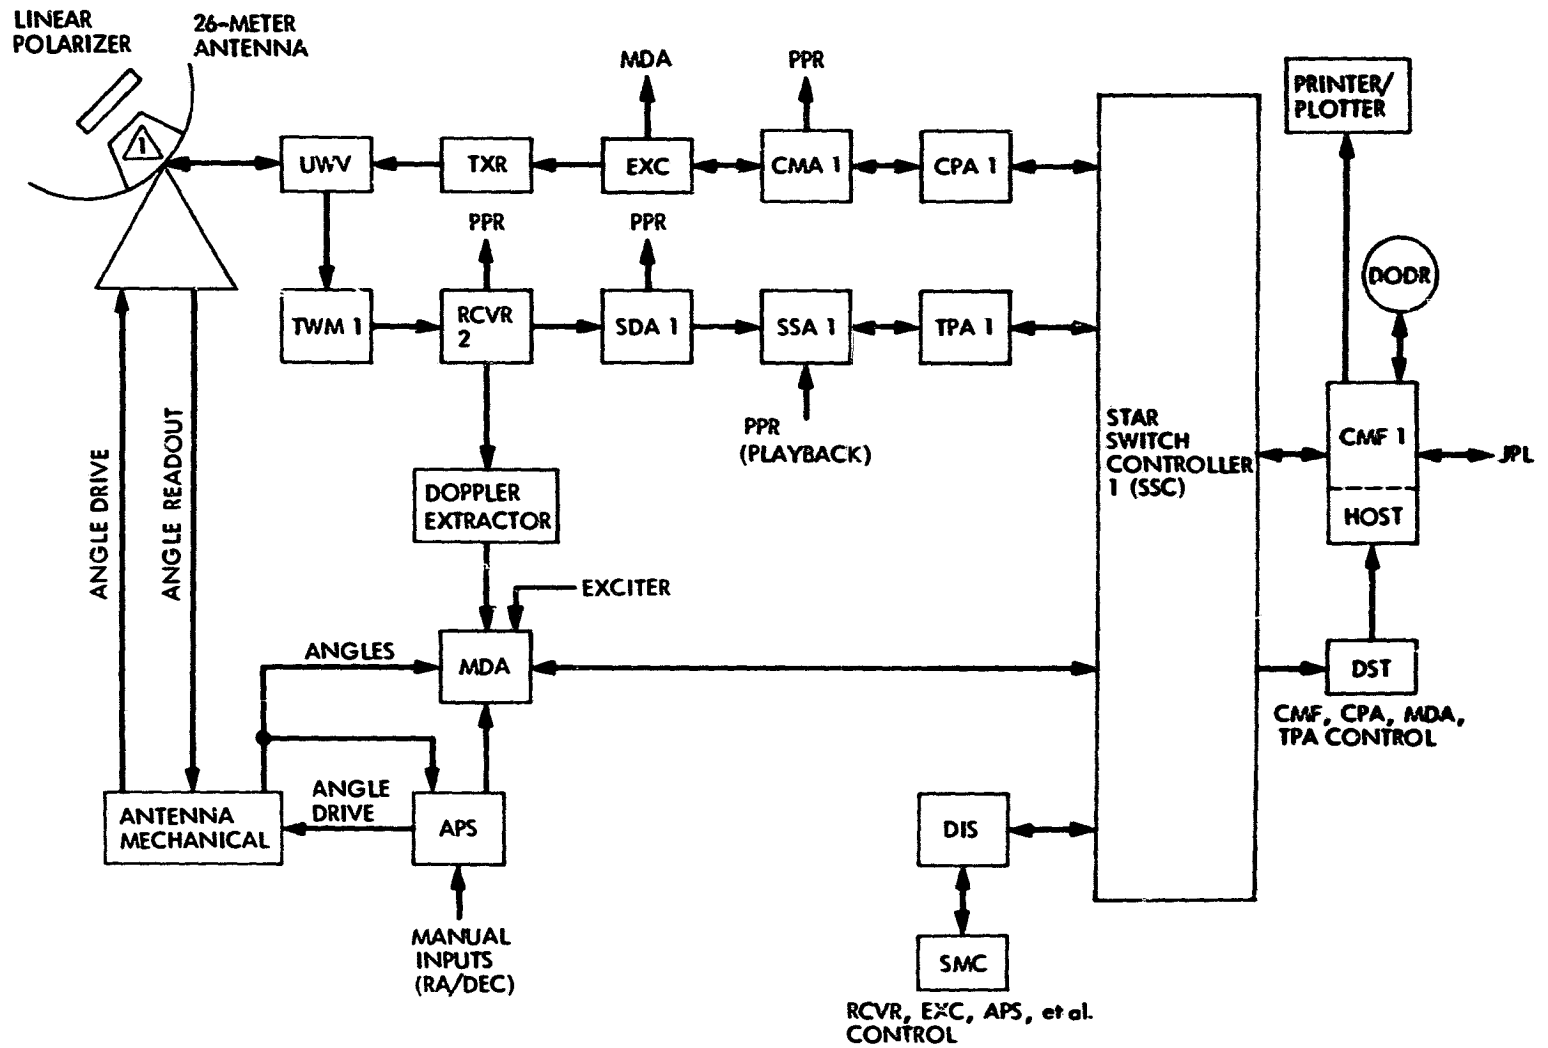 LINEAR
POLARIZER
26-METER
ANTENNA
1
MDA
PPR
PRINTER/
PLOTTER
UWV
TXR
EXC
CMA 1
CPA 1
PPR
PPR
DODR
TWM 1
RCVR
2
SDA 1
SSA 1
TPA 1
PPR
(PLAYBACK)
STAR
SWITCH
CONTROLLER
1 (SSC)
CMF 1
JPL
HOST
ANGLE DRIVE
ANGLE READOUT
DOPPLER
EXTRACTOR
EXCITER
ANGLES
MDA
DST
CMF, CPA, MDA,
TPA CONTROL
ANGLE
DRIVE
ANTENNA
MECHANICAL
APS
DIS
MANUAL
INPUTS
(RA/DEC)
SMC
RCVR, EXC, APS, et al.
CONTROL